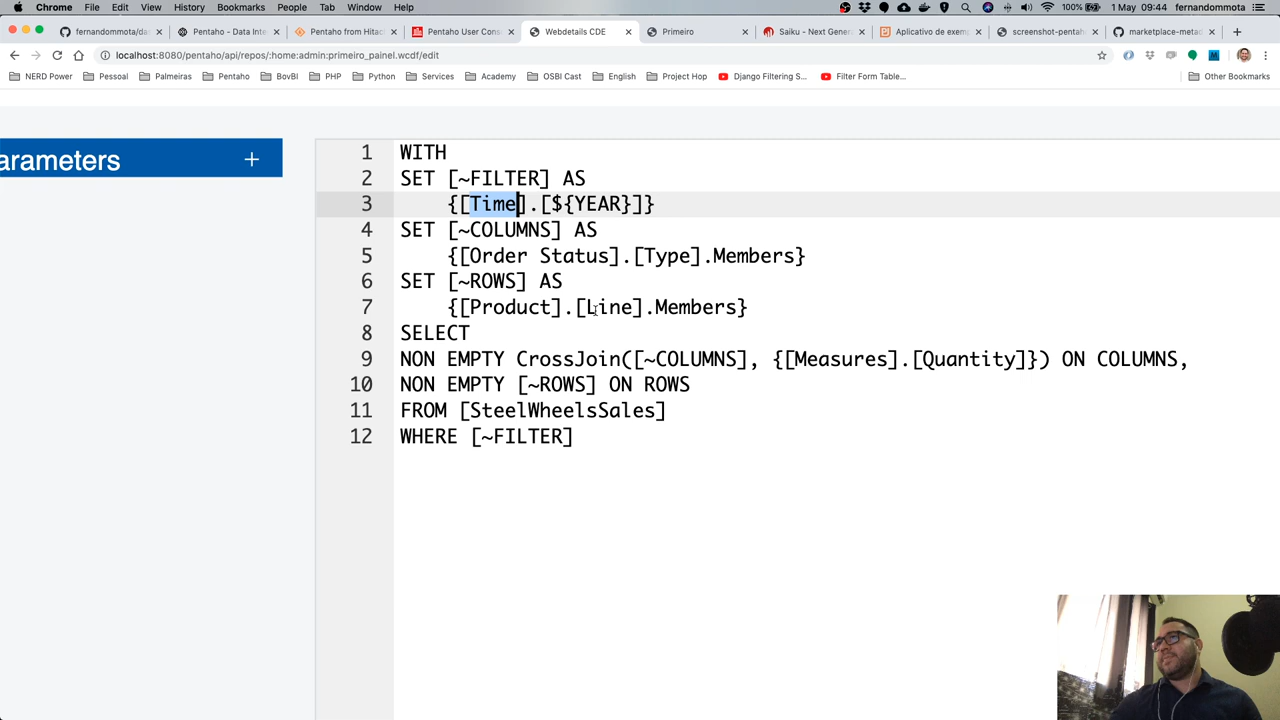 Chrome File Edit View History Bookmarks People Tab Window Help 100% 1 May 09:44 fernandommota
fernandommota/da Pentaho - Data Inte Pentaho from Hitac Pentaho User Cons Webdetails CDE Primeiro Saiku - Next Gener Aplicativo de exemp screenshot-pentah marketplace-metac
localhost:8080/pentaho/api/repos/:home:admin:primeiro_painel.wcdf/edit
NERD Power Pessoal Palmeiras Pentaho BovBI PHP Python Services Academy OSBI Cast English Project Hop Django Filtering S... Filter Form Table... Other Bookmarks
arameters +
1 WITH
2 SET [~FILTER] AS
3 {[Time].[${YEAR}]}
4 SET [~COLUMNS] AS
5 {[Order Status].[Type].Members}
6 SET [~ROWS] AS
7 {[Product].[Line].Members}
8 SELECT
9 NON EMPTY CrossJoin([~COLUMNS], {[Measures].[Quantity]}) ON COLUMNS,
10 NON EMPTY [~ROWS] ON ROWS
11 FROM [SteelWheelsSales]
12 WHERE [~FILTER]